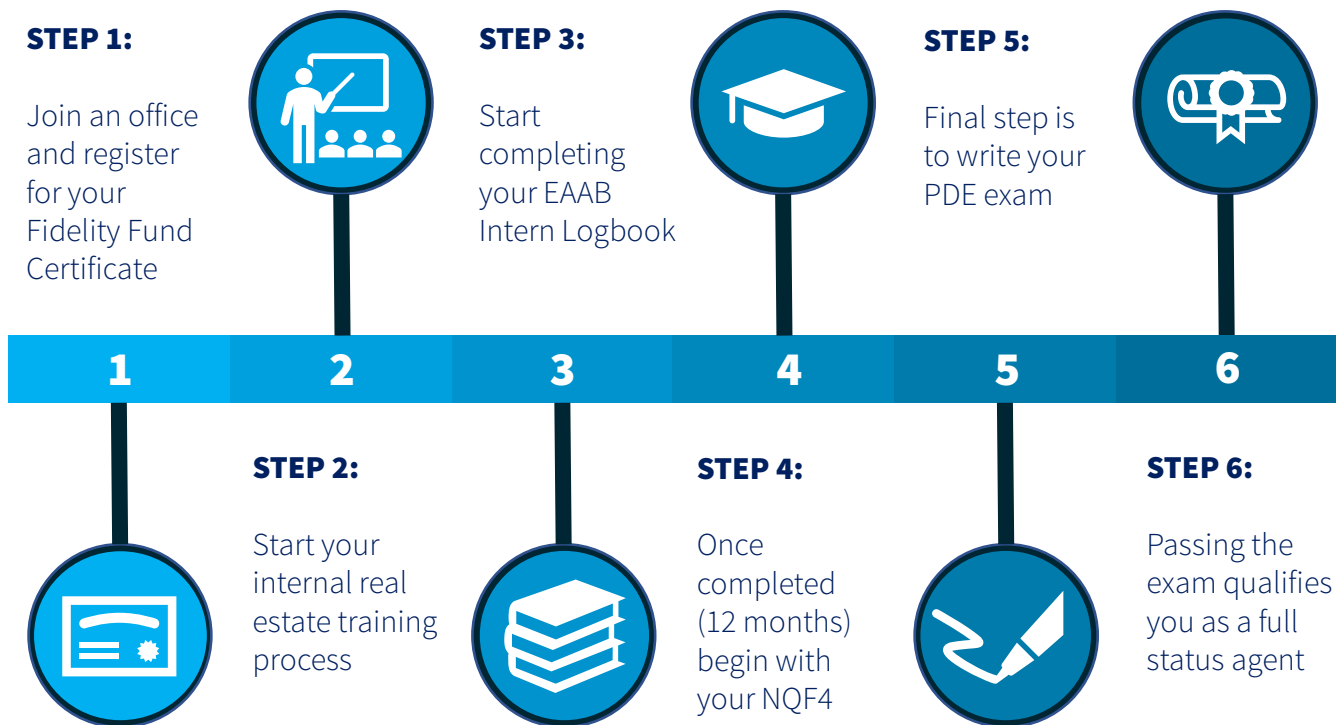 STEP 1:
Join an office
and register
for your
Fidelity Fund
Certificate
STEP 3:
Start
completing
your EAAB
Intern Logbook
STEP 5:
Final step is
to write your
PDE exam
1
2
3
4
5
6
STEP 2:
Start your
internal real
estate training
process
STEP 4:
Once
completed
(12 months)
begin with
your NQF4
STEP 6:
Passing the
exam qualifies
you as a full
status agent